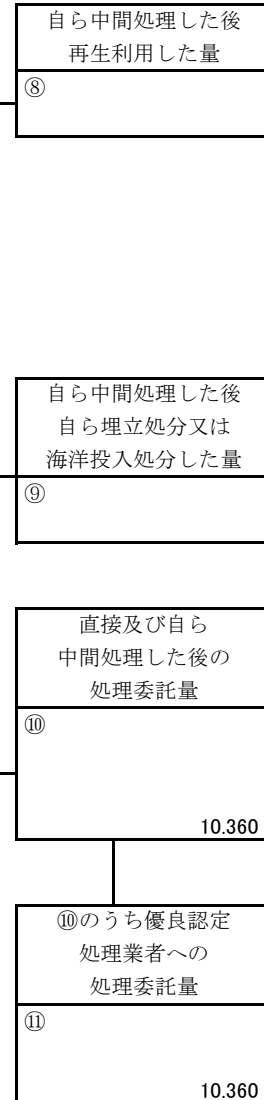 自ら中間処理した後
再生利用した量
⑧
自ら中間処理した後
自ら埋立処分又は
海洋投入処分した量
⑨
直接及び自ら
中間処理した後の
処理委託量
⑩
10.360
⑩のうち優良認定
処理業者への
処理委託量
⑪
10.360